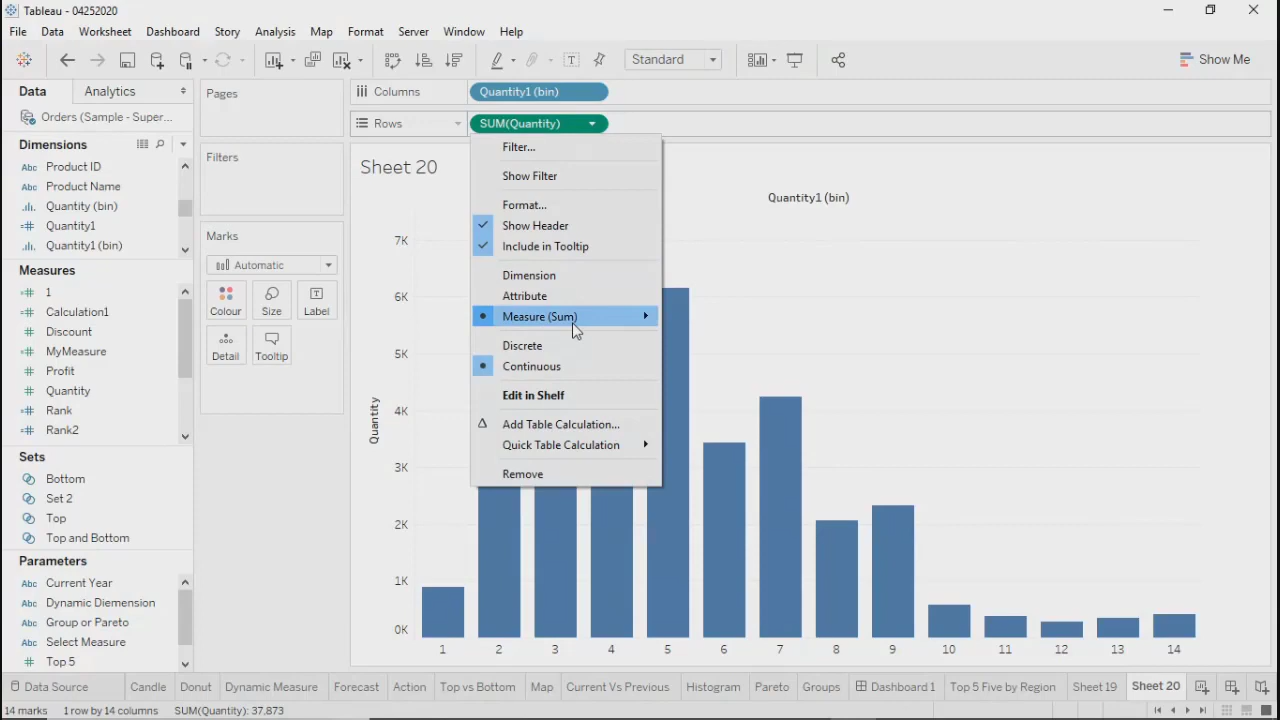 Tableau - 04252020
File Data Worksheet Dashboard Story Analysis Map Format Server Window Help
Standard
Show Me
Data
Analytics
Orders (Sample - Super...
Dimensions
Abc Product ID
Abc Product Name
Quantity (bin)
Quantity1
Quantity1 (bin)
Measures
1
Calculation1
Discount
MyMeasure
Profit
Quantity
Rank
Rank2
Sets
Bottom
Set 2
Top
Top and Bottom
Parameters
Abc Current Year
Abc Dynamic Diemension
Abc Group or Pareto
Abc Select Measure
Top 5
Pages
Filters
Marks
Automatic
Colour
Size
Label
Detail
Tooltip
Columns
Quantity1 (bin)
Rows
SUM(Quantity)
Sheet 20
Filter...
Show Filter
Format...
Show Header
Include in Tooltip
Dimension
Attribute
Measure (Sum)
Discrete
Continuous
Edit in Shelf
Add Table Calculation...
Quick Table Calculation
Remove
Quantity1 (bin)
Quantity
7K
6K
5K
4K
3K
2K
1K
0K
1 2 3 4 5 6 7 8 9 10 11 12 13 14
Data Source Candle Donut Dynamic Measure Forecast Action Top vs Bottom Map Current Vs Previous Histogram Pareto Groups Dashboard 1 Top 5 Five by Region Sheet 19 Sheet 20
14 marks 1 row by 14 columns SUM(Quantity): 37,873